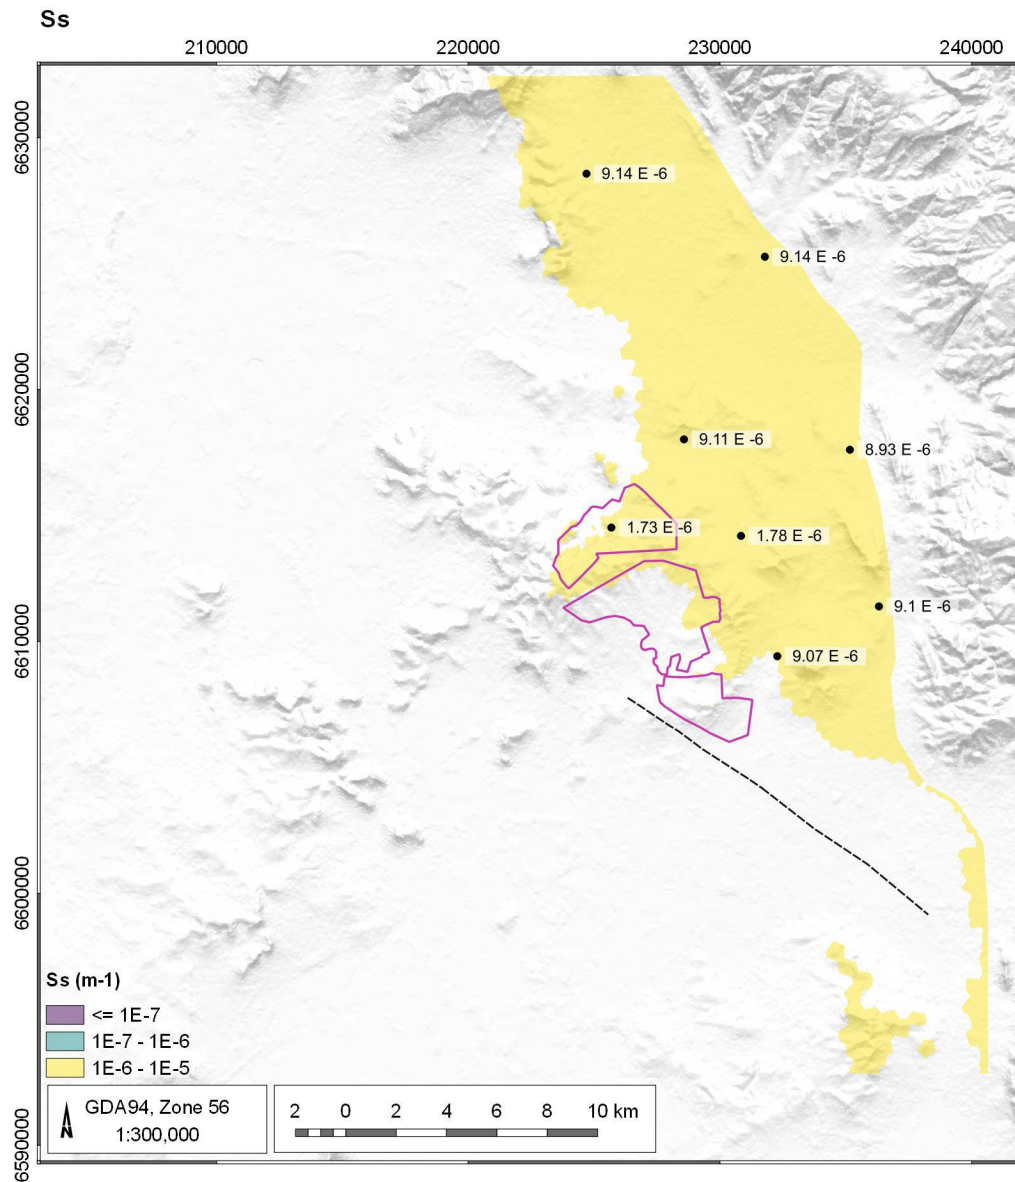 Ss
210000 220000 230000 240000
6630000
9.14 E -6
9.14 E -6
6620000
9.11 E -6
8.93 E -6
1.73 E -6
1.78 E -6
9.1 E -6
6610000
9.07 E -6
6600000
Ss (m-1)
<= 1E-7
1E-7 - 1E-6
1E-6 - 1E-5
GDA94, Zone 56
1:300,000
2 0 2 4 6 8 10 km
N
6590000